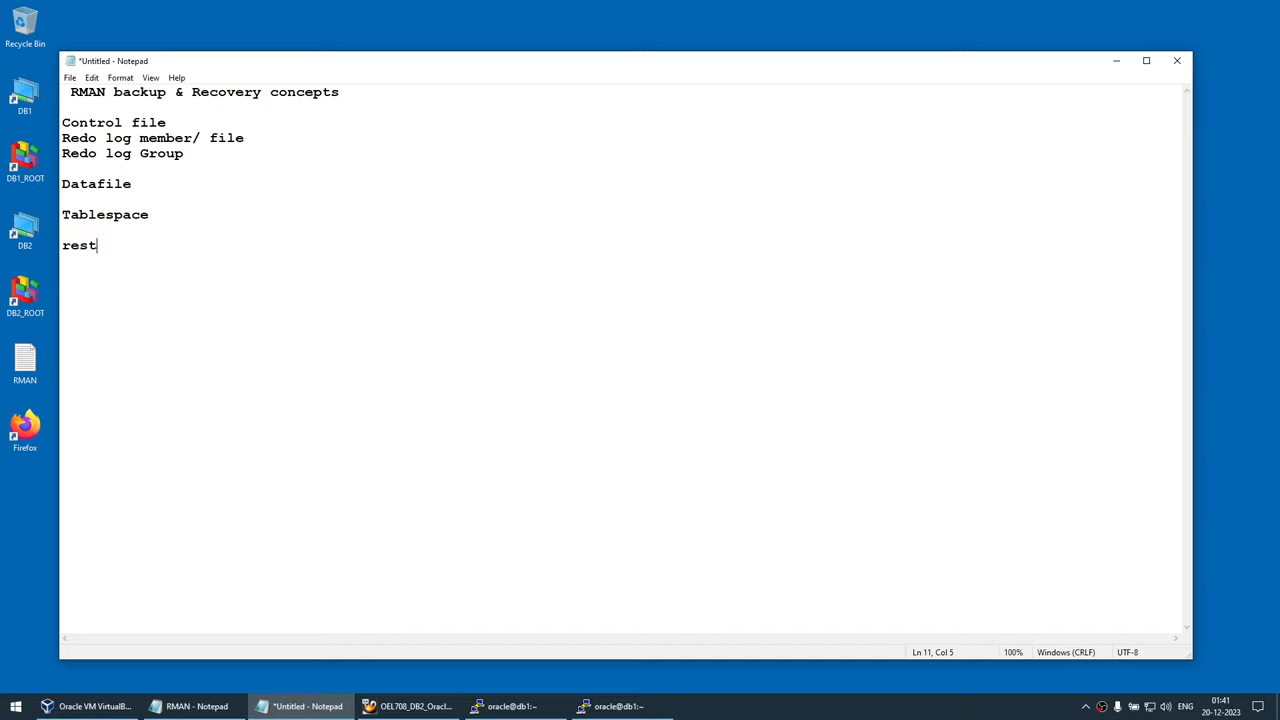 Recycle Bin
DB1
DB1_ROOT
DB2
DB2_ROOT
RMAN
Firefox
*Untitled - Notepad
File Edit Format View Help
RMAN backup & Recovery concepts
Control file
Redo log member/ file
Redo log Group
Datafile
Tablespace
rest
Ln 11, Col 5 100% Windows (CRLF) UTF-8
Oracle VM VirtualB... RMAN - Notepad *Untitled - Notepad OEL708_DB2_Oracl... oracle@db1:~ oracle@db1:~ ENG
01:41
20-12-2023